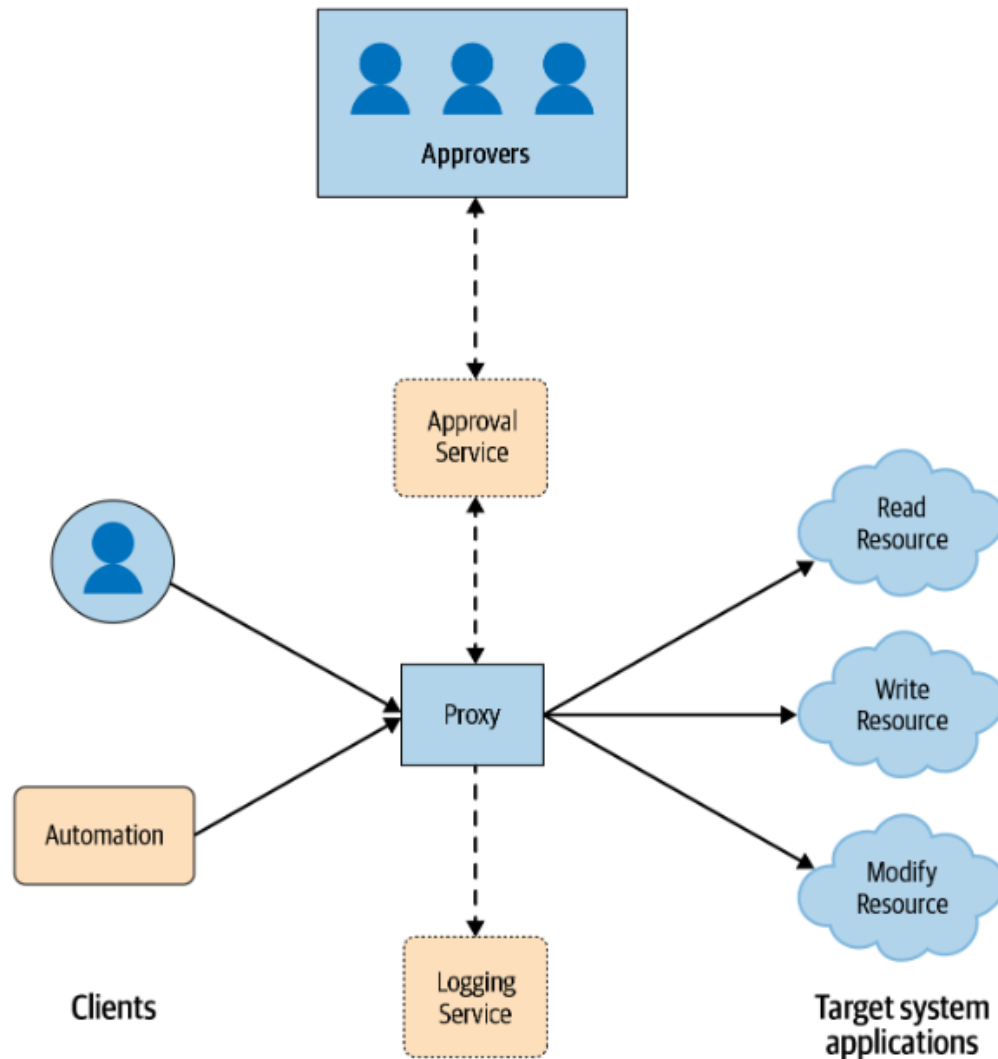 Approvers
Approval
Service
Read
Resource
Proxy
Write
Resource
Automation
Modify
Resource
Logging
Service
Clients
Target system
applications